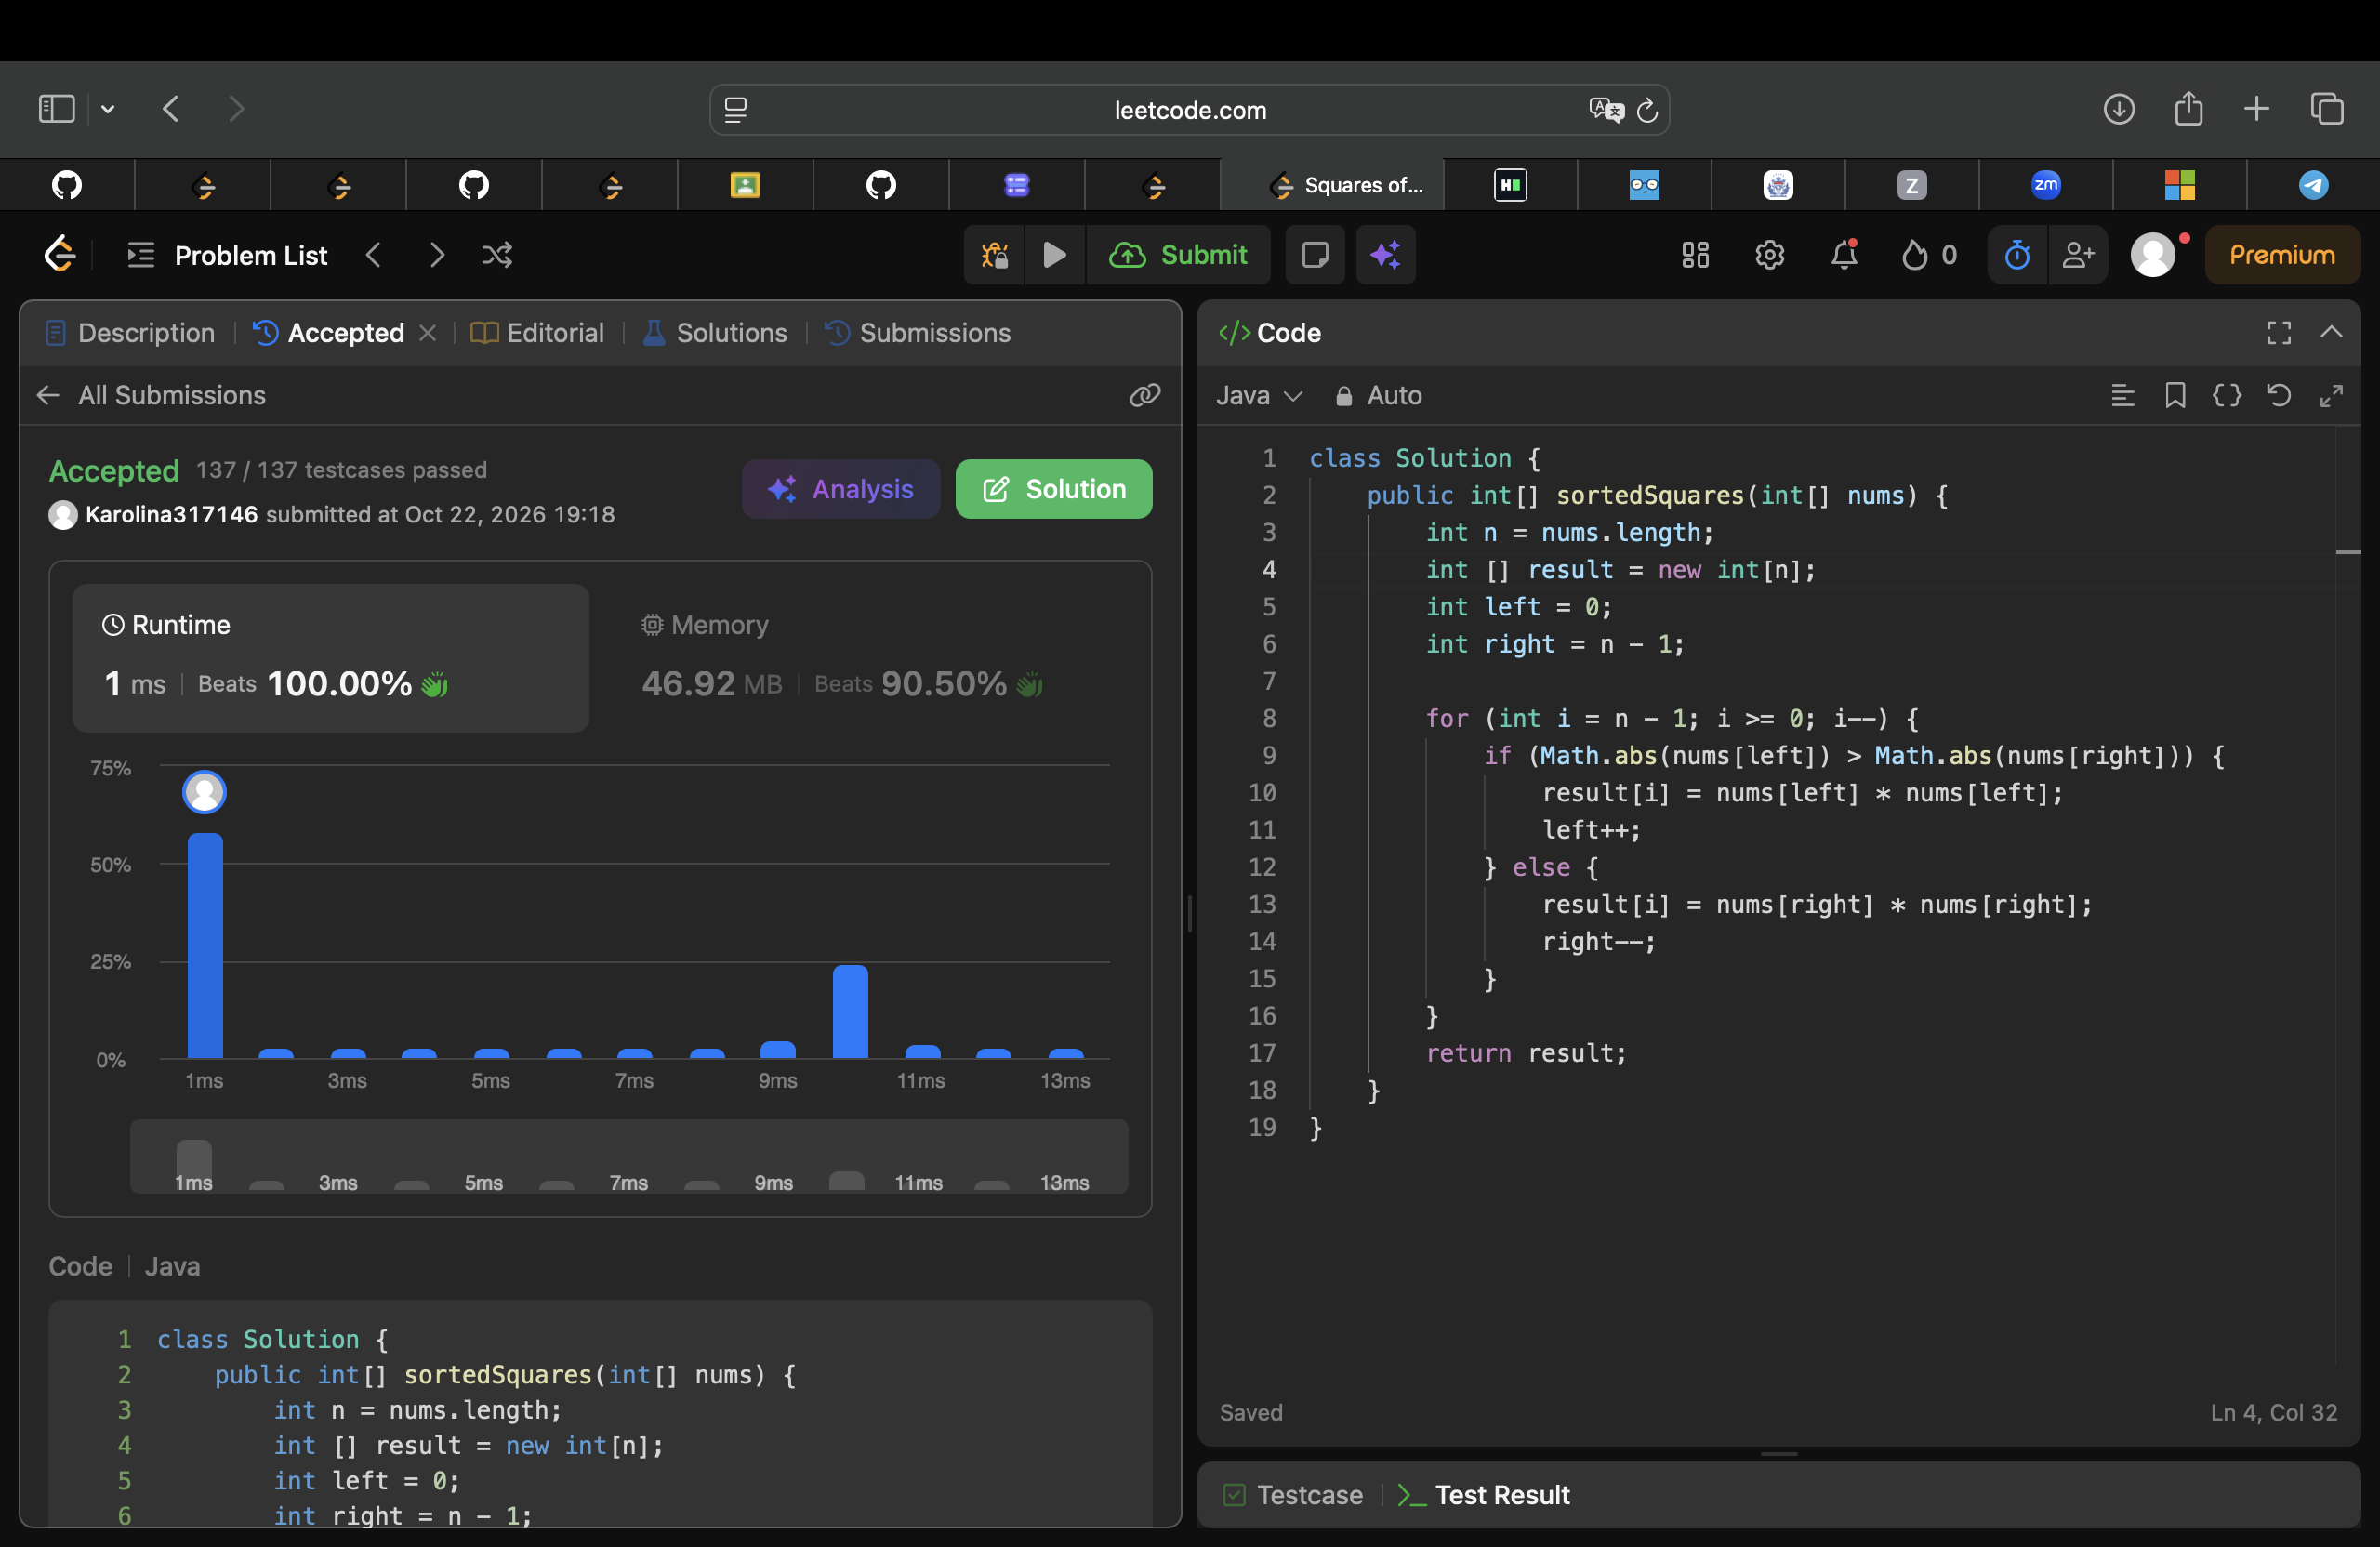 leetcode.com
Squares of...
Z
zm
Problem List
Submit
0
Premium
Description
Accepted
Editorial
Solutions
Submissions
All Submissions
Accepted 137 / 137 testcases passed
Karolina317146 submitted at Oct 22, 2026 19:18
Analysis
Solution
Runtime
1 ms | Beats 100.00%
Memory
46.92 MB | Beats 90.50%
75%
50%
25%
0%
1ms 3ms 5ms 7ms 9ms 11ms 13ms
1ms 3ms 5ms 7ms 9ms 11ms 13ms
Code | Java
1 class Solution {
2     public int[] sortedSquares(int[] nums) {
3         int n = nums.length;
4         int [] result = new int[n];
5         int left = 0;
6         int right = n - 1;
</> Code
Java
Auto
1 class Solution {
2     public int[] sortedSquares(int[] nums) {
3         int n = nums.length;
4         int [] result = new int[n];
5         int left = 0;
6         int right = n - 1;
7
8         for (int i = n - 1; i >= 0; i--) {
9             if (Math.abs(nums[left]) > Math.abs(nums[right])) {
10                 result[i] = nums[left] * nums[left];
11                 left++;
12             } else {
13                 result[i] = nums[right] * nums[right];
14                 right--;
15             }
16         }
17         return result;
18     }
19 }
Saved
Ln 4, Col 32
Testcase
Test Result